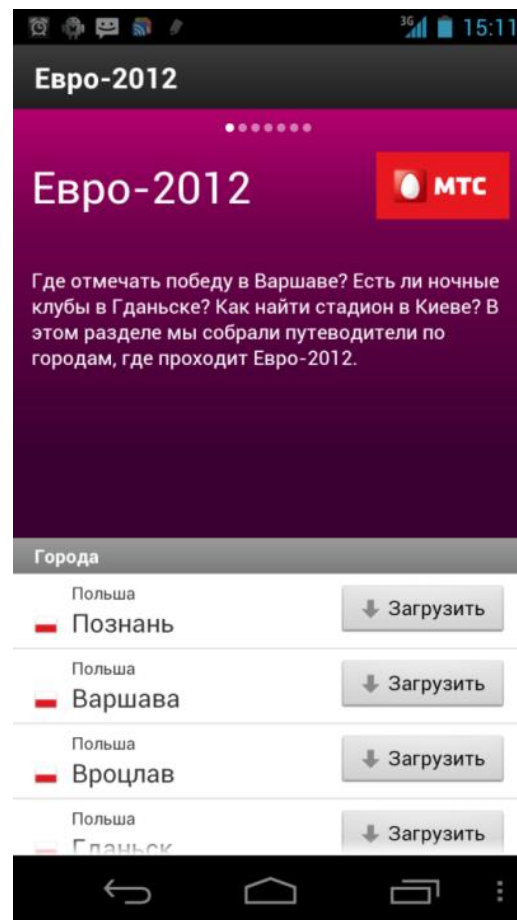 3G 15:11
Евро-2012
Евро-2012
МТС
Где отмечать победу в Варшаве? Есть ли ночные
клубы в Гданьске? Как найти стадион в Киеве? В
этом разделе мы собрали путеводители по
городам, где проходит Евро-2012.
Города
Польша
Познань
Загрузить
Польша
Варшава
Загрузить
Польша
Вроцлав
Загрузить
Польша
Гданьск
Загрузить